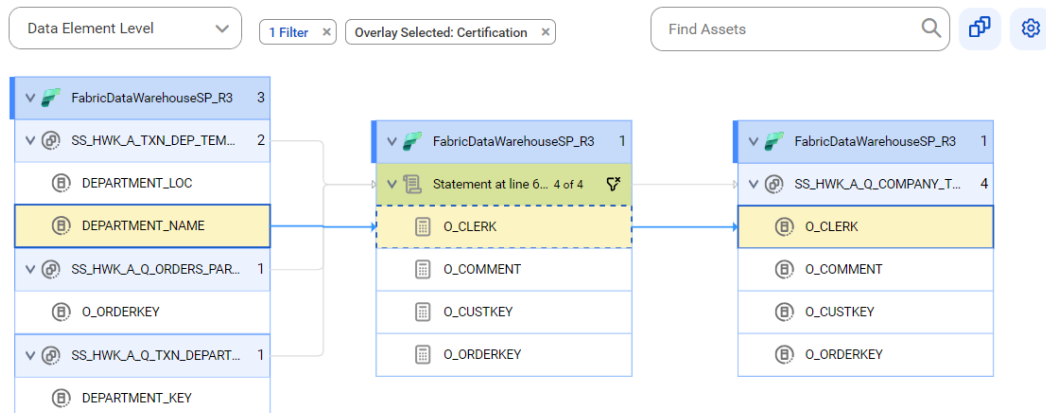 Data Element Level
1 Filter ×
Overlay Selected: Certification ×
Find Assets
FabricDataWarehouseSP_R3 3
SS_HWK_A_TXN_DEP_TEM... 2
DEPARTMENT_LOC
DEPARTMENT_NAME
SS_HWK_A_Q_ORDERS_PAR... 1
O_ORDERKEY
SS_HWK_A_Q_TXN_DEPART... 1
DEPARTMENT_KEY
FabricDataWarehouseSP_R3 1
Statement at line 6... 4 of 4
O_CLERK
O_COMMENT
O_CUSTKEY
O_ORDERKEY
FabricDataWarehouseSP_R3 1
SS_HWK_A_Q_COMPANY_T... 4
O_CLERK
O_COMMENT
O_CUSTKEY
O_ORDERKEY